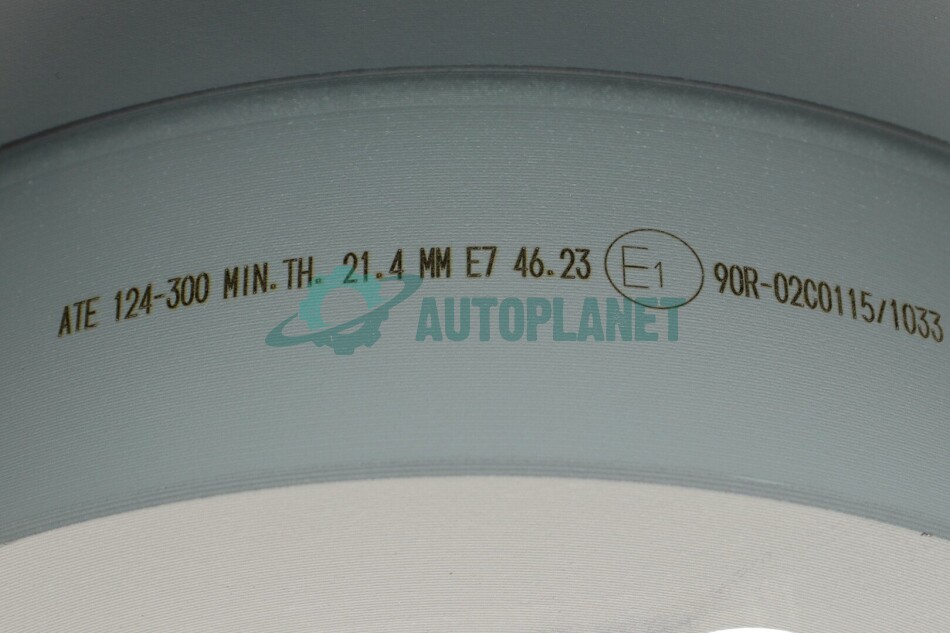 ATE 124-300 MIN.TH. 21.4 MM E7 46.23 E1 90R-02C0115/1033
AUTOPLANET